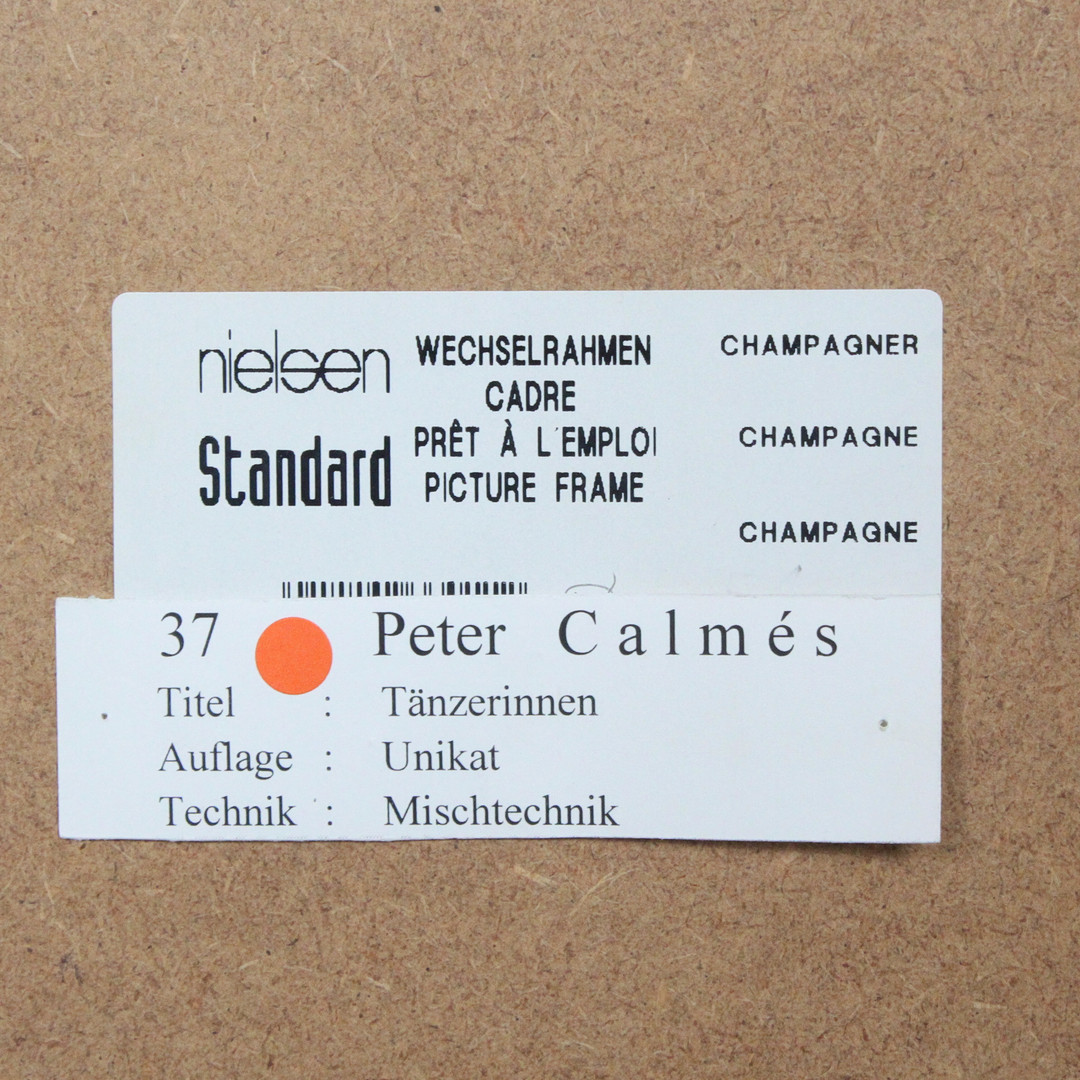 nielsen
Standard
WECHSELRAHMEN
CADRE
PRÊT À L'EMPLOI
PICTURE FRAME
CHAMPAGNER
CHAMPAGNE
CHAMPAGNE
37 Peter Calmés
Titel : Tänzerinnen
Auflage : Unikat
Technik : Mischtechnik